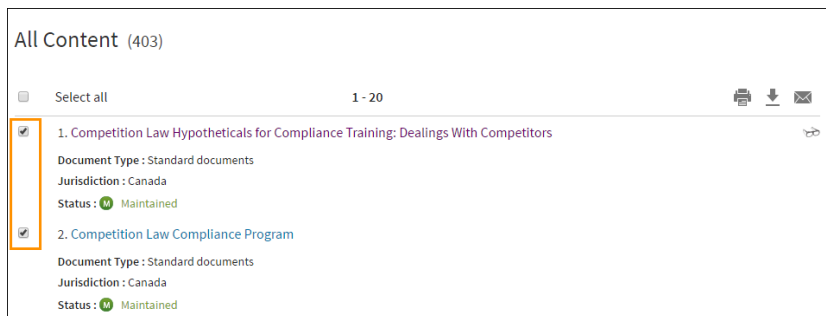 All Content (403)
Select all 1 - 20
1. Competition Law Hypotheticals for Compliance Training: Dealings With Competitors
Document Type : Standard documents
Jurisdiction : Canada
Status : M Maintained
2. Competition Law Compliance Program
Document Type : Standard documents
Jurisdiction : Canada
Status : M Maintained